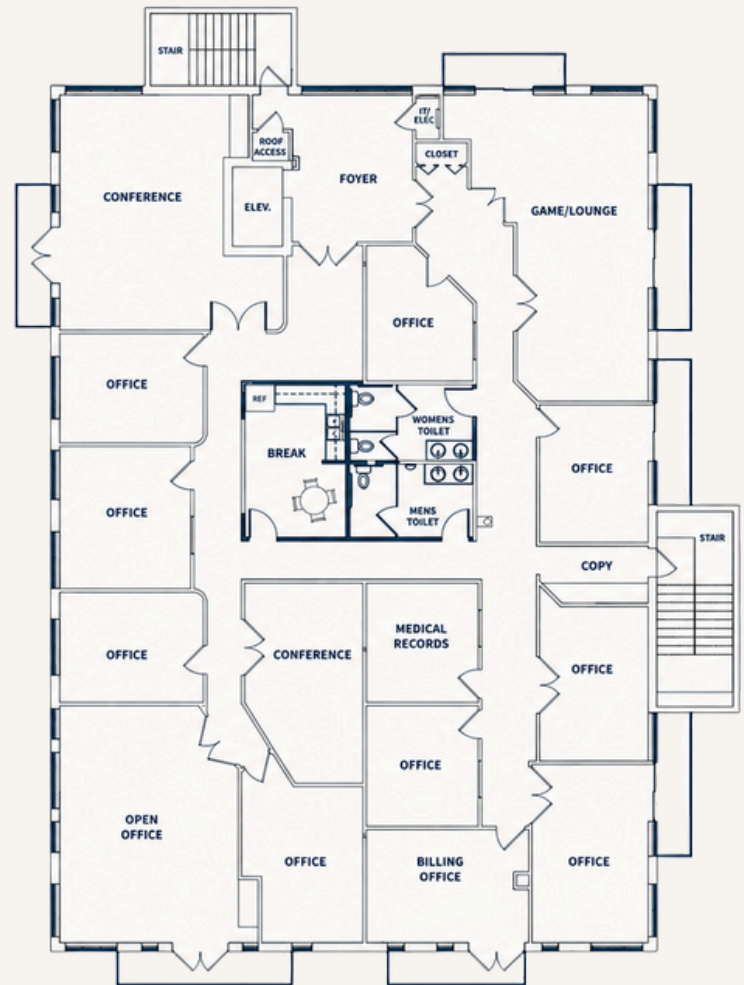 STAIR
IT/
ELEC
ROOF
ACCESS
CLOSET
FOYER
CONFERENCE
ELEV.
GAME/LOUNGE
OFFICE
OFFICE
REF
WOMENS
TOILET
BREAK
OFFICE
OFFICE
MENS
TOILET
STAIR
COPY
MEDICAL
RECORDS
OFFICE
CONFERENCE
OFFICE
OFFICE
OPEN
OFFICE
OFFICE
BILLING
OFFICE
OFFICE